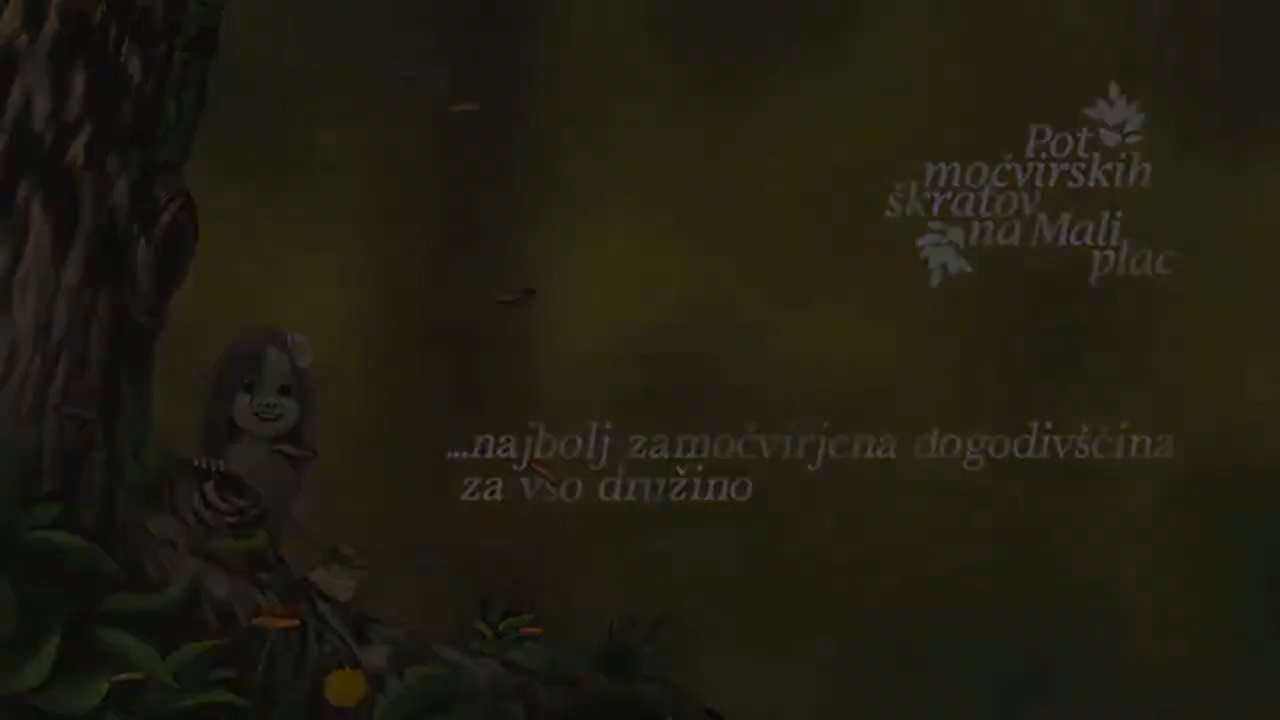 Pot
močvirskih
škratov
na Mali
plac
...najbolj zamočvirjena dogodivščina
za vso družino